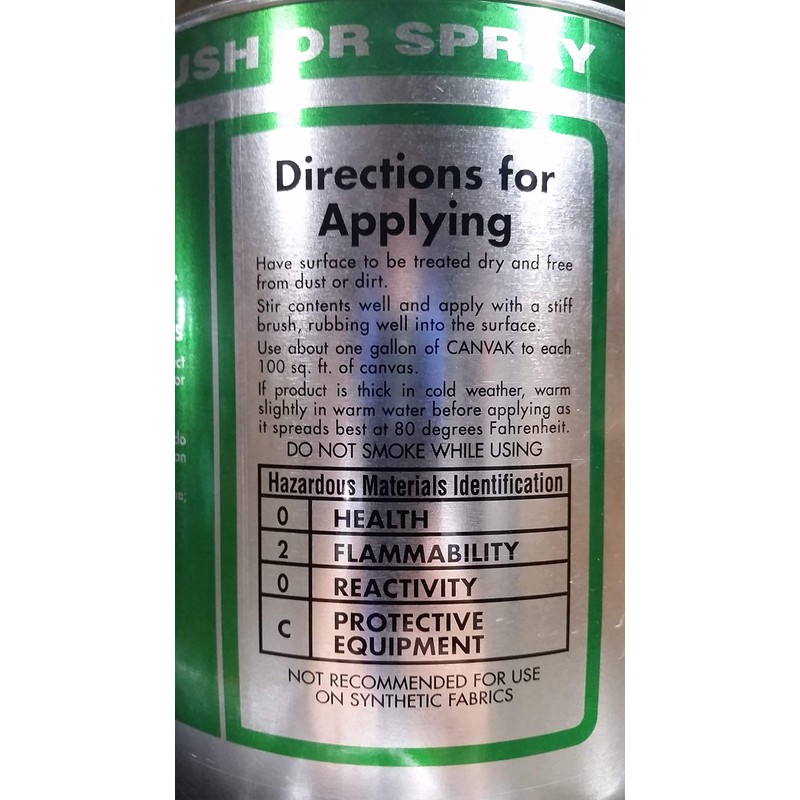 OR SPRAY
Directions for
Applying
Have surface to be treated dry and free
from dust or dirt.
Stir contents well and apply with a stiff
brush, rubbing well into the surface.
Use about one gallon of CANVAK to each
100 sq. ft. of canvas.
If product is thick in cold weather, warm
slightly in warm water before applying as
it spreads best at 80 degrees Fahrenheit.
DO NOT SMOKE WHILE USING
Hazardous Materials Identification
0 HEALTH
2 FLAMMABILITY
0 REACTIVITY
C PROTECTIVE
EQUIPMENT
NOT RECOMMENDED FOR USE
ON SYNTHETIC FABRICS